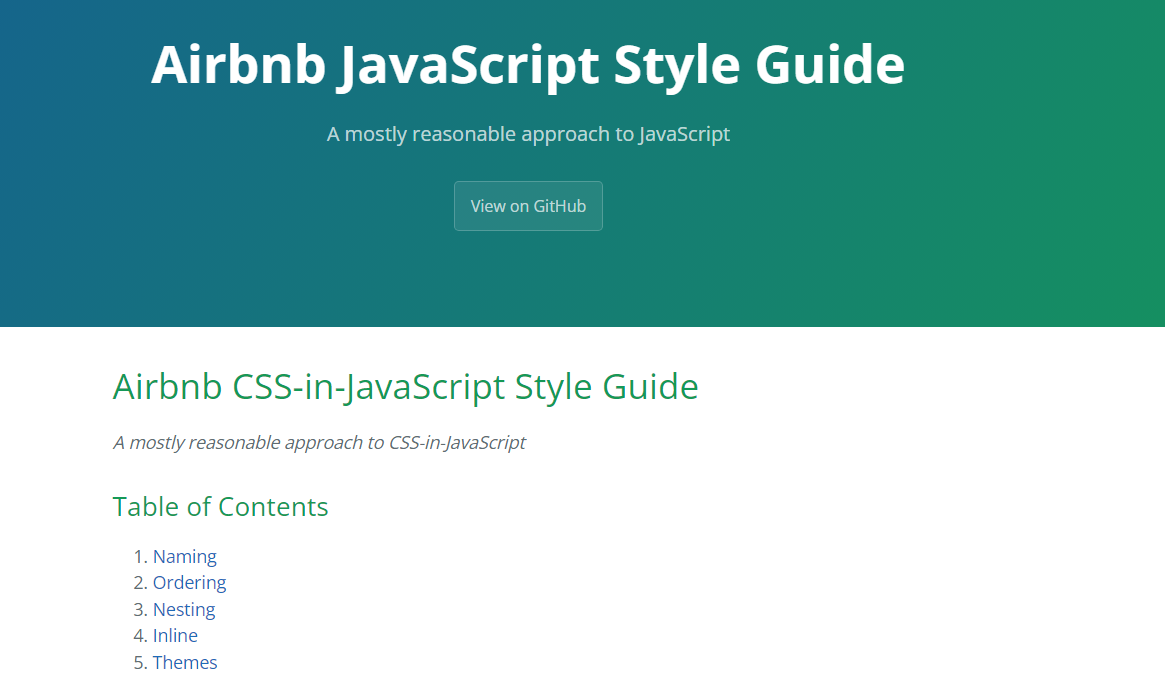 Airbnb JavaScript Style Guide
A mostly reasonable approach to JavaScript
View on GitHub
Airbnb CSS-in-JavaScript Style Guide
A mostly reasonable approach to CSS-in-JavaScript
Table of Contents
1. Naming
2. Ordering
3. Nesting
4. Inline
5. Themes